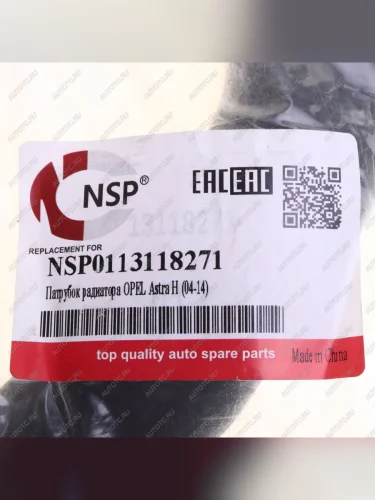 NSP®
EAC EAC
13118271
REPLACEMENT FOR
NSP0113118271
Патрубок радиатора OPEL Astra H (04-14)
top quality auto spare parts
Made in China